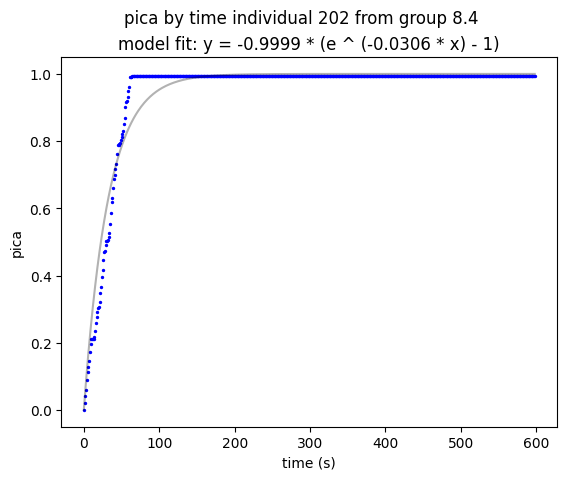 pica by time individual 202 from group 8.4
model fit: y = -0.9999 * (e ^ (-0.0306 * x) - 1)
1.0
0.8
0.6
0.4
0.2
0.0
pica
0 100 200 300 400 500 600
time (s)